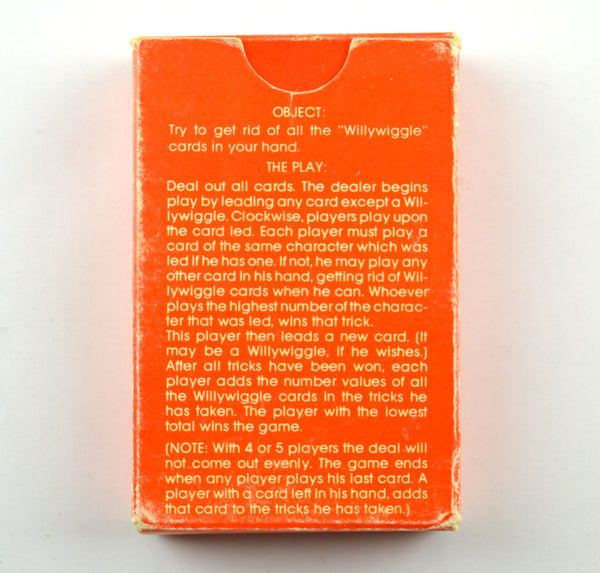 OBJECT:
Try to get rid of all the "Willywiggle"
cards in your hand.
THE PLAY:
Deal out all cards. The dealer begins
play by leading any card except a Wil-
lywiggle. Clockwise, players play upon
the card led. Each player must play a
card of the same character which was
led if he has one. If not, he may play any
other card in his hand, getting rid of Wil-
lywiggle cards when he can. Whoever
plays the highest number of the charac-
ter that was led, wins that trick.
This player then leads a new card. (It
may be a Willywiggle, if he wishes.)
After all tricks have been won, each
player adds the number values of all
the Willywiggle cards in the tricks he
has taken. The player with the lowest
total wins the game.
(NOTE: With 4 or 5 players the deal will
not come out evenly. The game ends
when any player plays his last card. A
player with a card left in his hand, adds
that card to the tricks he has taken.)